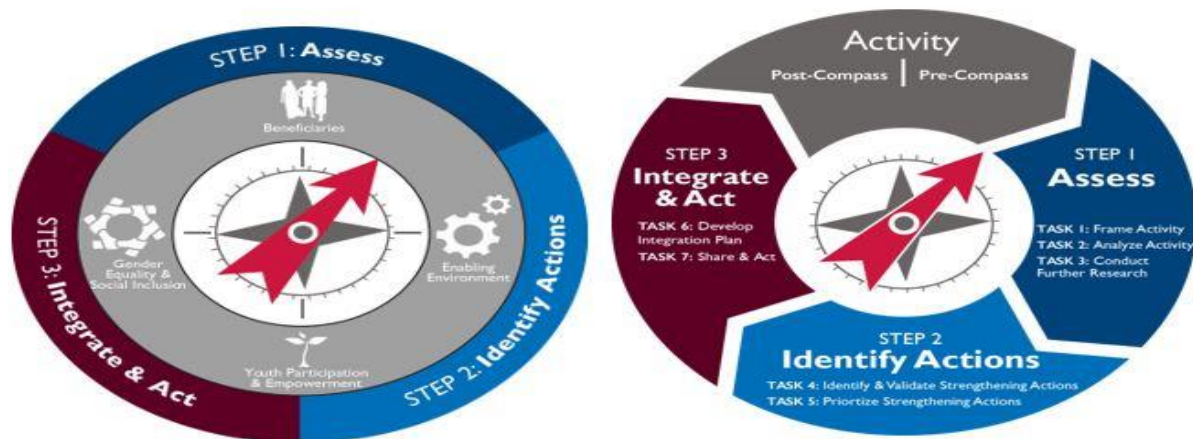 STEP 1: Assess
Beneficiaries
Gender
Equality &
Social Inclusion
Enabling
Environment
Youth Participation
& Empowerment
STEP 2: Identify Actions
STEP 3: Integrate & Act
Activity
Post-Compass | Pre-Compass
STEP 1
Assess
TASK 1: Frame Activity
TASK 2: Analyze Activity
TASK 3: Conduct
Further Research
STEP 2
Identify Actions
TASK 4: Identify & Validate Strengthening Actions
TASK 5: Priortize Strengthening Actions
STEP 3
Integrate
& Act
TASK 6: Develop
Integration Plan
TASK 7: Share & Act